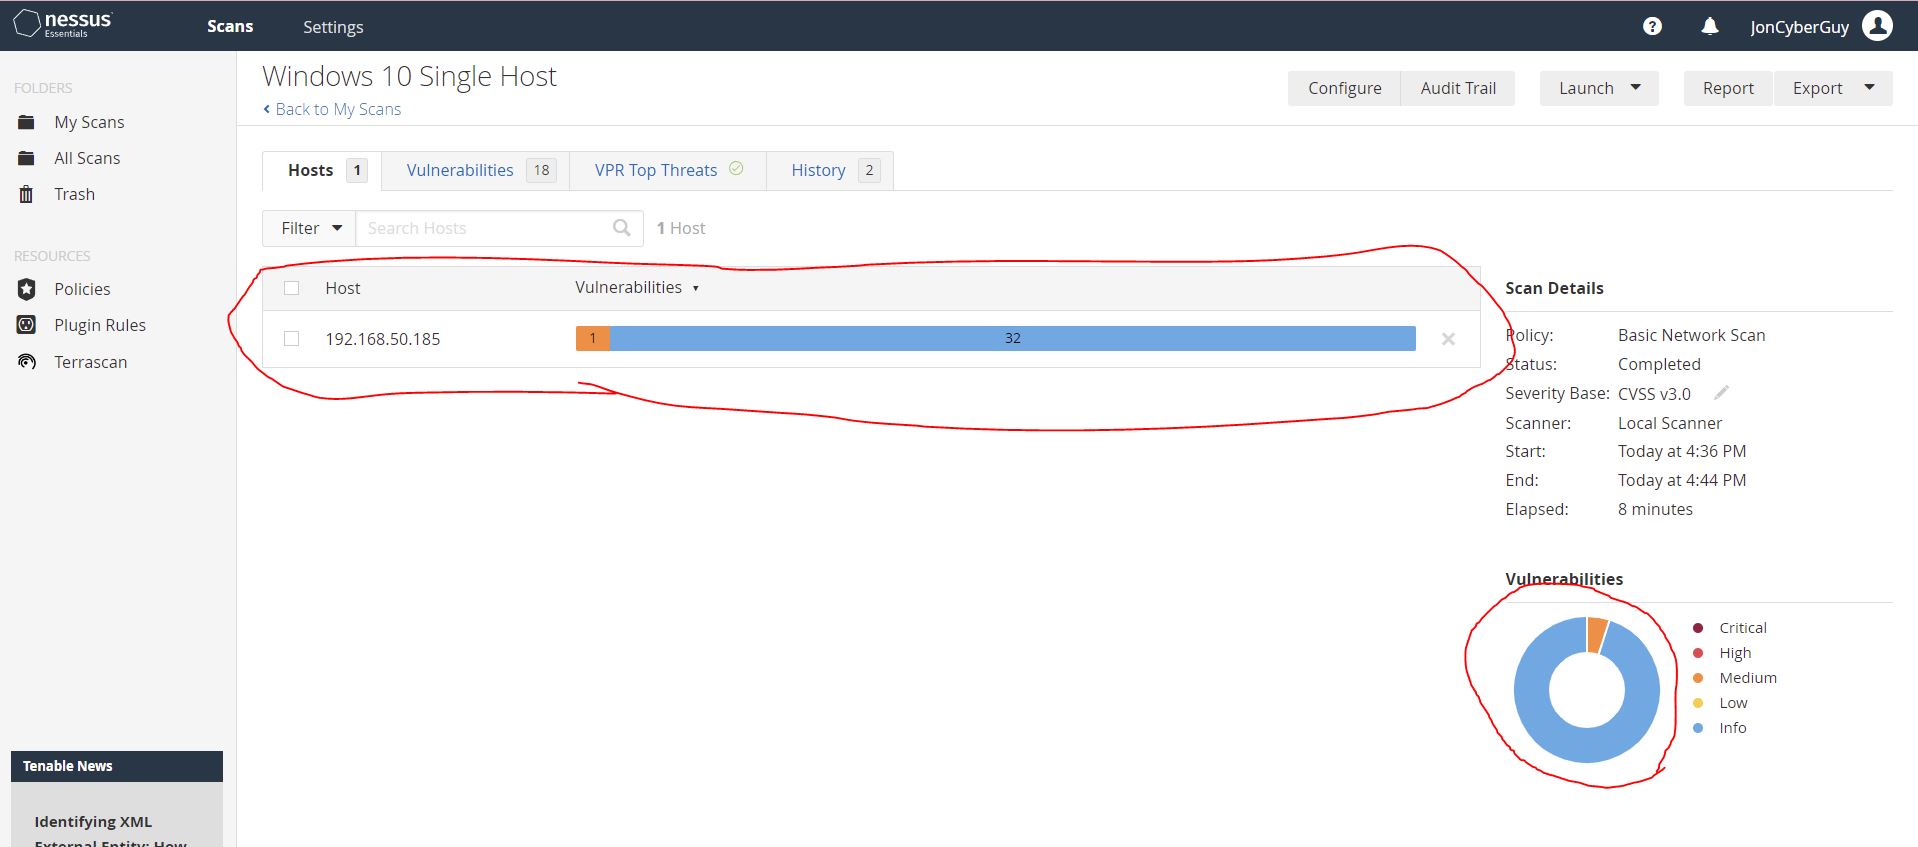 nessus
Essentials
Scans
Settings
?
JonCyberGuy
FOLDERS
My Scans
All Scans
Trash
RESOURCES
Policies
Plugin Rules
Terrascan
Tenable News
Identifying XML
External Entity: How
Windows 10 Single Host
Back to My Scans
Configure
Audit Trail
Launch
Report
Export
Hosts 1
Vulnerabilities 18
VPR Top Threats
History 2
Filter
Search Hosts
1 Host
Host Vulnerabilities
192.168.50.185 1 32
Scan Details
Policy: Basic Network Scan
Status: Completed
Severity Base: CVSS v3.0
Scanner: Local Scanner
Start: Today at 4:36 PM
End: Today at 4:44 PM
Elapsed: 8 minutes
Vulnerabilities
Critical
High
Medium
Low
Info